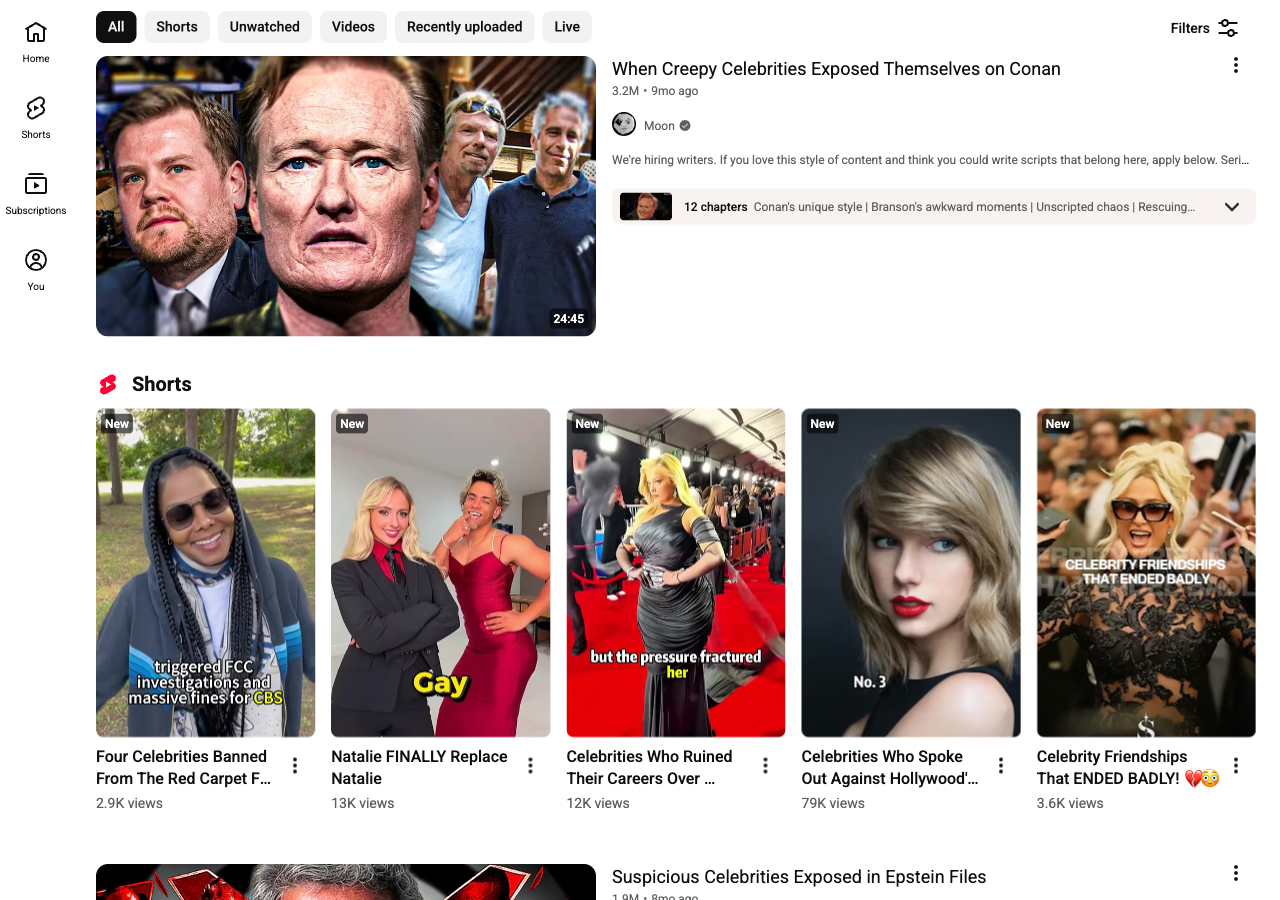 All
Shorts
Unwatched
Videos
Recently uploaded
Live
Filters
Home
Shorts
Subscriptions
You
24:45
When Creepy Celebrities Exposed Themselves on Conan
3.2M • 9mo ago
Moon
We're hiring writers. If you love this style of content and think you could write scripts that belong here, apply below. Seri...
12 chapters Conan's unique style | Branson's awkward moments | Unscripted chaos | Rescuing...
Shorts
New
triggered FCC
investigations and
massive fines for CBS
Four Celebrities Banned
From The Red Carpet F...
2.9K views
New
Gay
Natalie FINALLY Replace
Natalie
13K views
New
but the pressure fractured
her
Celebrities Who Ruined
Their Careers Over ...
12K views
New
No. 3
Celebrities Who Spoke
Out Against Hollywood'...
79K views
New
CELEBRITY FRIENDSHIPS
THAT ENDED BADLY
$
Celebrity Friendships
That ENDED BADLY! 💔😳
3.6K views
Suspicious Celebrities Exposed in Epstein Files
1.9M • 8mo ago